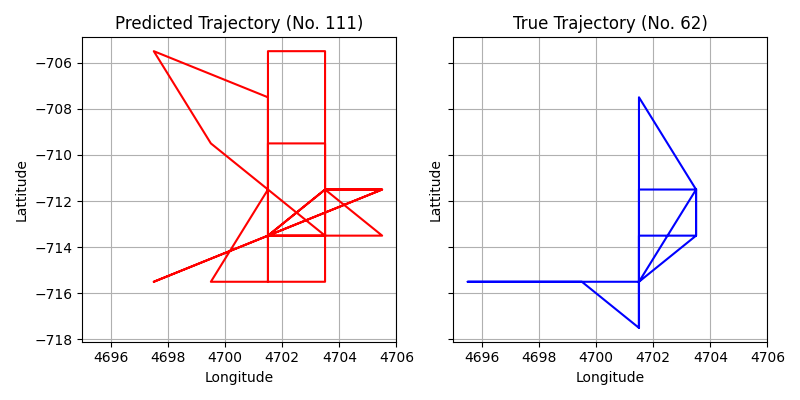 Predicted Trajectory (No. 111)
True Trajectory (No. 62)
−706
−708
−710
−712
−714
−716
−718
Lattitude
Lattitude
4696 4698 4700 4702 4704 4706
4696 4698 4700 4702 4704 4706
Longitude
Longitude